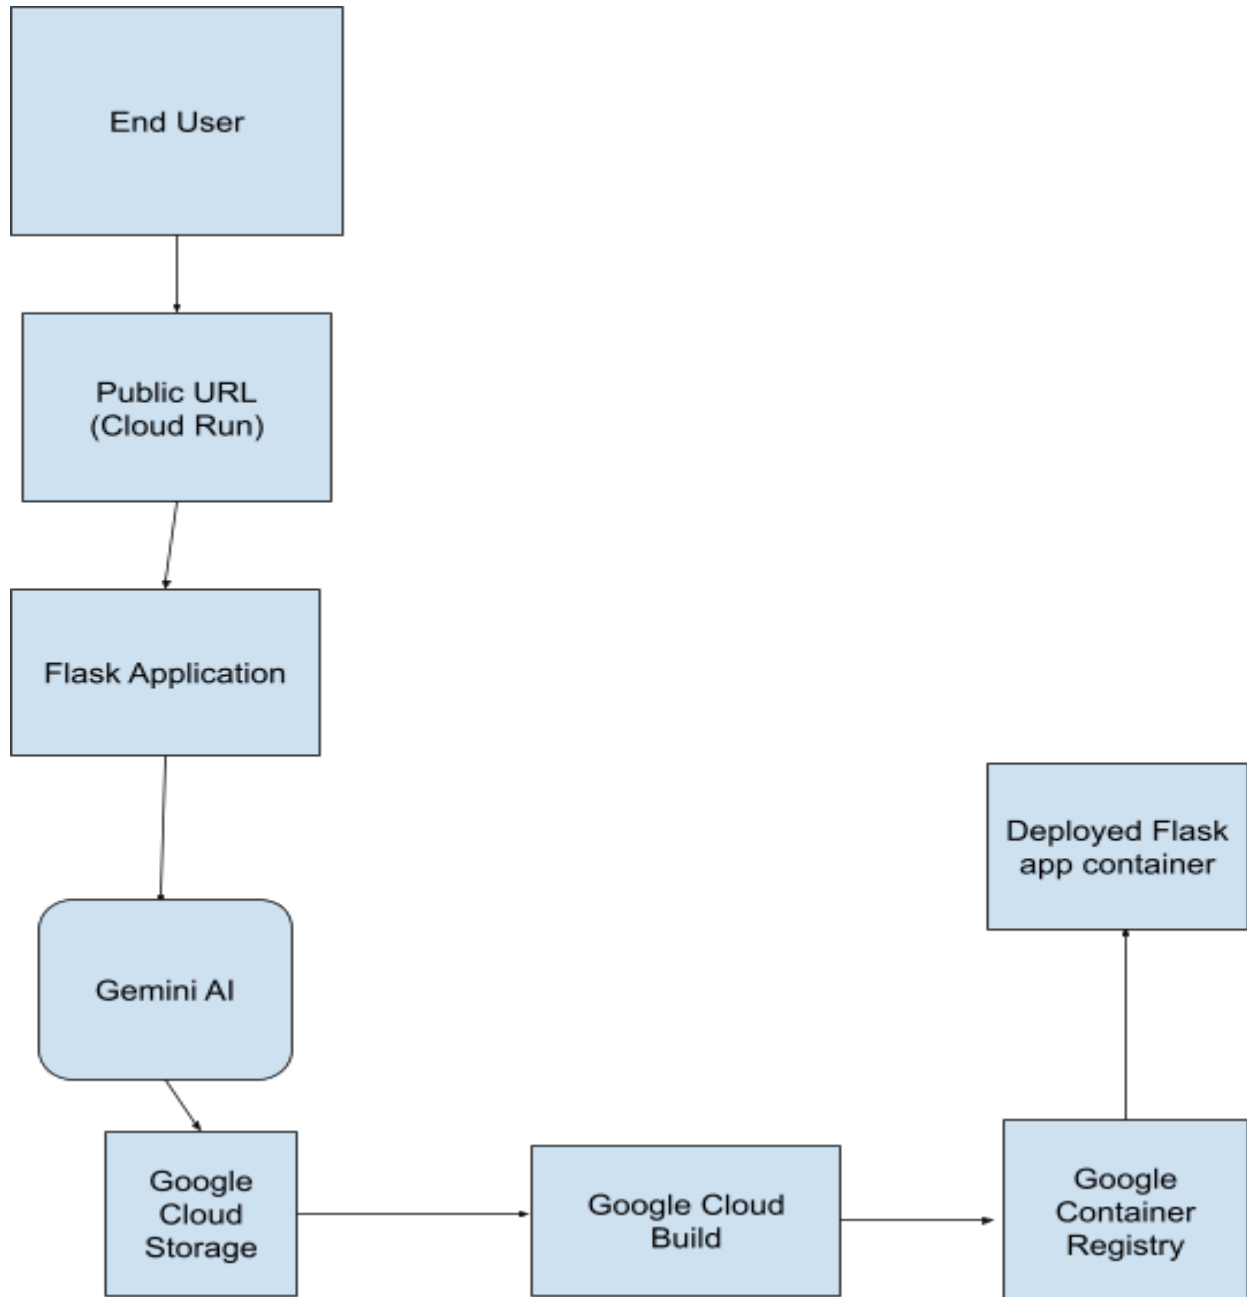 End User
Public URL
(Cloud Run)
Flask Application
Gemini AI
Google
Cloud
Storage
Google Cloud
Build
Google
Container
Registry
Deployed Flask
app container